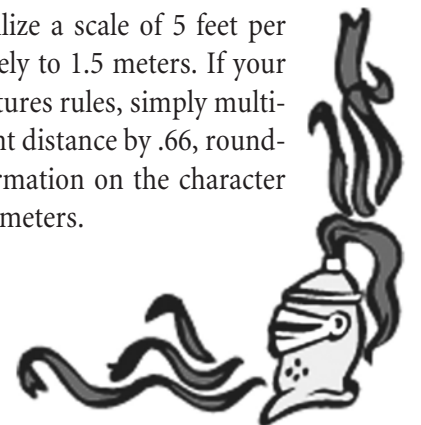 lize a scale of 5 feet per
ely to 1.5 meters. If your
tures rules, simply multi-
nt distance by .66, round-
rmation on the character
meters.